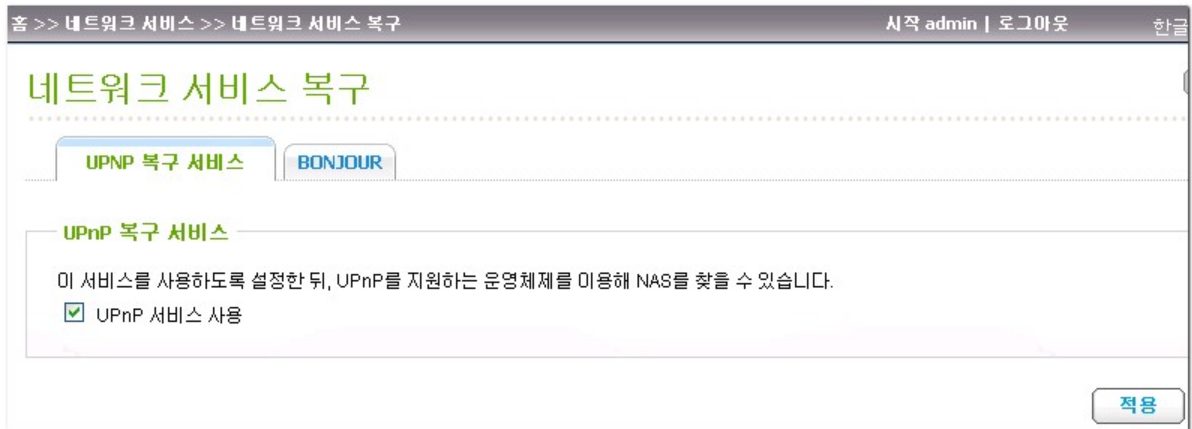 홈 >> 네트워크 서비스 >> 네트워크 서비스 복구 시작 admin | 로그아웃 한글
네트워크 서비스 복구
UPNP 복구 서비스 BONJOUR
UPnP 복구 서비스
이 서비스를 사용하도록 설정한 뒤, UPnP를 지원하는 운영체제를 이용해 NAS를 찾을 수 있습니다.
UPnP 서비스 사용
적용